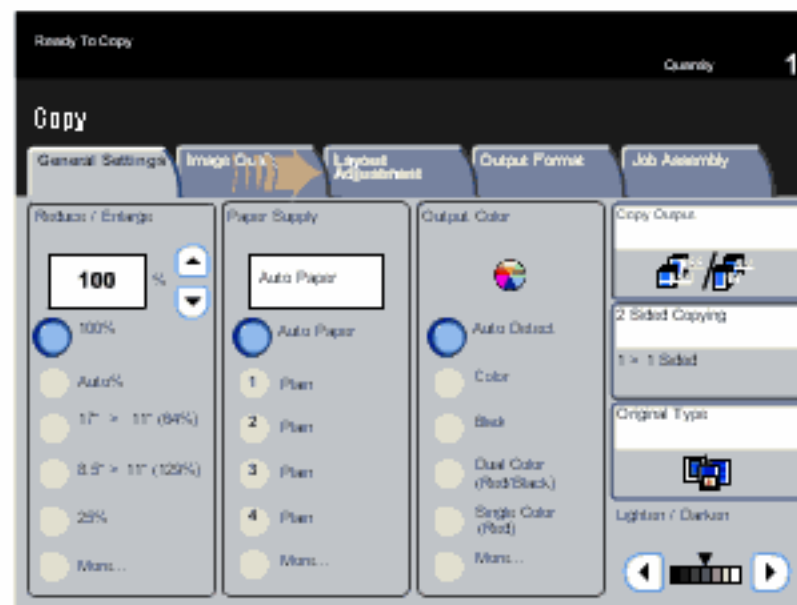 Ready To Copy
Quantity
1
Copy
General Settings
Image
Layout
Adjustment
Output Format
Job Assembly
Reduce / Enlarge
100
%
100%
Auto%
17" > 11" (64%)
8.5" > 11" (129%)
25%
More...
Paper Supply
Auto Paper
Auto Paper
1 Plain
2 Plain
3 Plain
4 Plain
More...
Output Color
Auto Detect
Color
Black
Dual Color
(Red/Black)
Single Color
(Red)
More...
Copy Output
2 Sided Copying
1 > 1 Sided
Original Type
Lighten / Darken